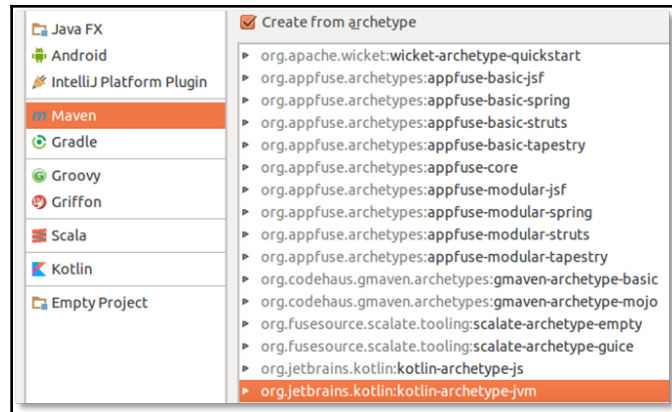 Java FX
Android
IntelliJ Platform Plugin
Maven
Gradle
Groovy
Griffon
Scala
Kotlin
Empty Project
Create from archetype
org.apache.wicket:wicket-archetype-quickstart
org.appfuse.archetypes:appfuse-basic-jsf
org.appfuse.archetypes:appfuse-basic-spring
org.appfuse.archetypes:appfuse-basic-struts
org.appfuse.archetypes:appfuse-basic-tapestry
org.appfuse.archetypes:appfuse-core
org.appfuse.archetypes:appfuse-modular-jsf
org.appfuse.archetypes:appfuse-modular-spring
org.appfuse.archetypes:appfuse-modular-struts
org.appfuse.archetypes:appfuse-modular-tapestry
org.codehaus.gmaven.archetypes:gmaven-archetype-basic
org.codehaus.gmaven.archetypes:gmaven-archetype-mojo
org.fusesource.scalate.tooling:scalate-archetype-empty
org.fusesource.scalate.tooling:scalate-archetype-guice
org.jetbrains.kotlin:kotlin-archetype-js
org.jetbrains.kotlin:kotlin-archetype-jvm